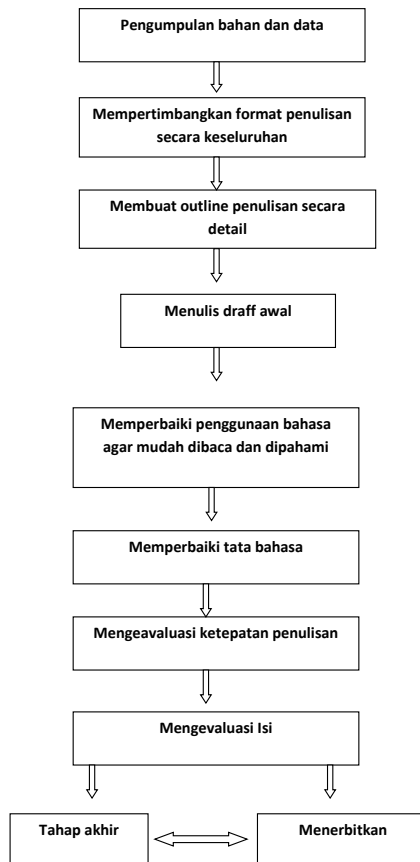 Pengumpulan bahan dan data
Mempertimbangkan format penulisan
secara keseluruhan
Membuat outline penulisan secara
detail
Menulis draff awal
Memperbaiki penggunaan bahasa
agar mudah dibaca dan dipahami
Memperbaiki tata bahasa
Mengeavaluasi ketepatan penulisan
Mengevaluasi Isi
Tahap akhir
Menerbitkan